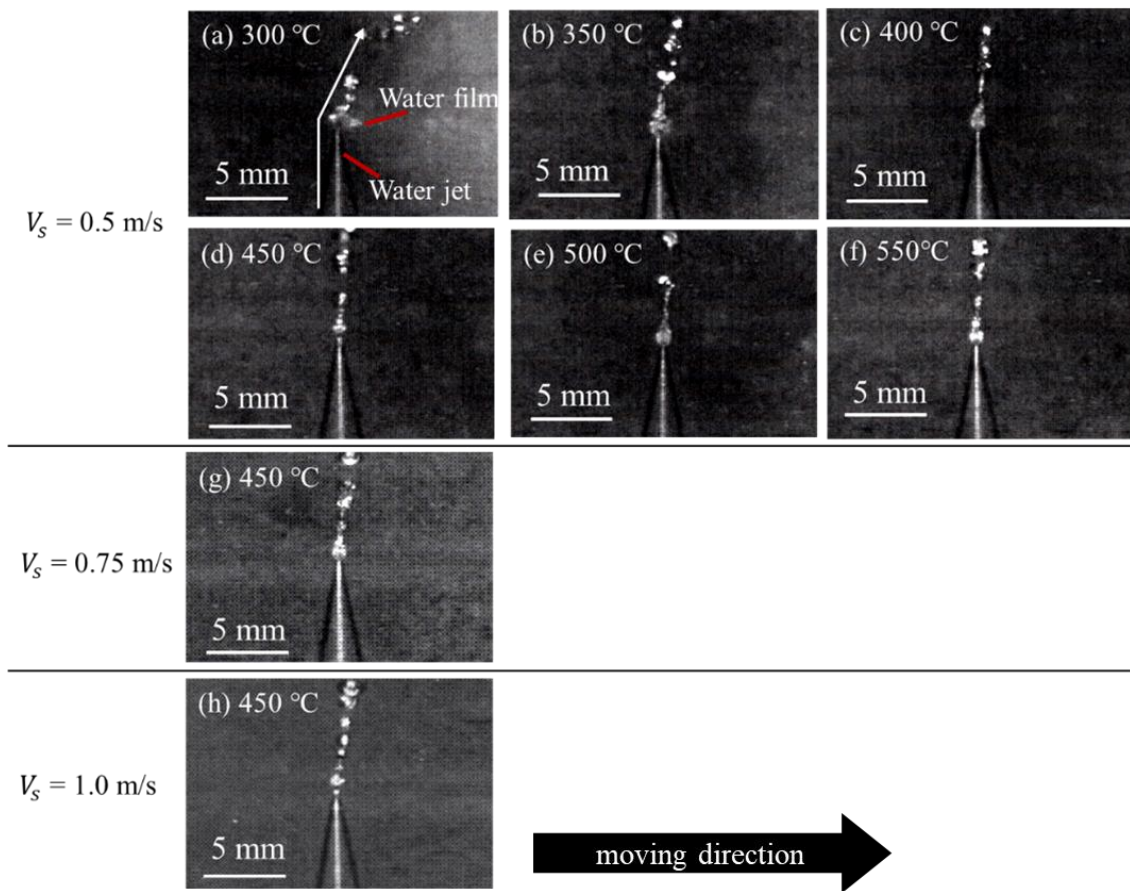 (a) 300 ℃
Water film
5 mm
Water jet
(b) 350 ℃
5 mm
(c) 400 ℃
5 mm
V_s = 0.5 m/s
(d) 450 ℃
5 mm
(e) 500 ℃
5 mm
(f) 550℃
5 mm
(g) 450 ℃
V_s = 0.75 m/s
5 mm
(h) 450 ℃
V_s = 1.0 m/s
5 mm
moving direction